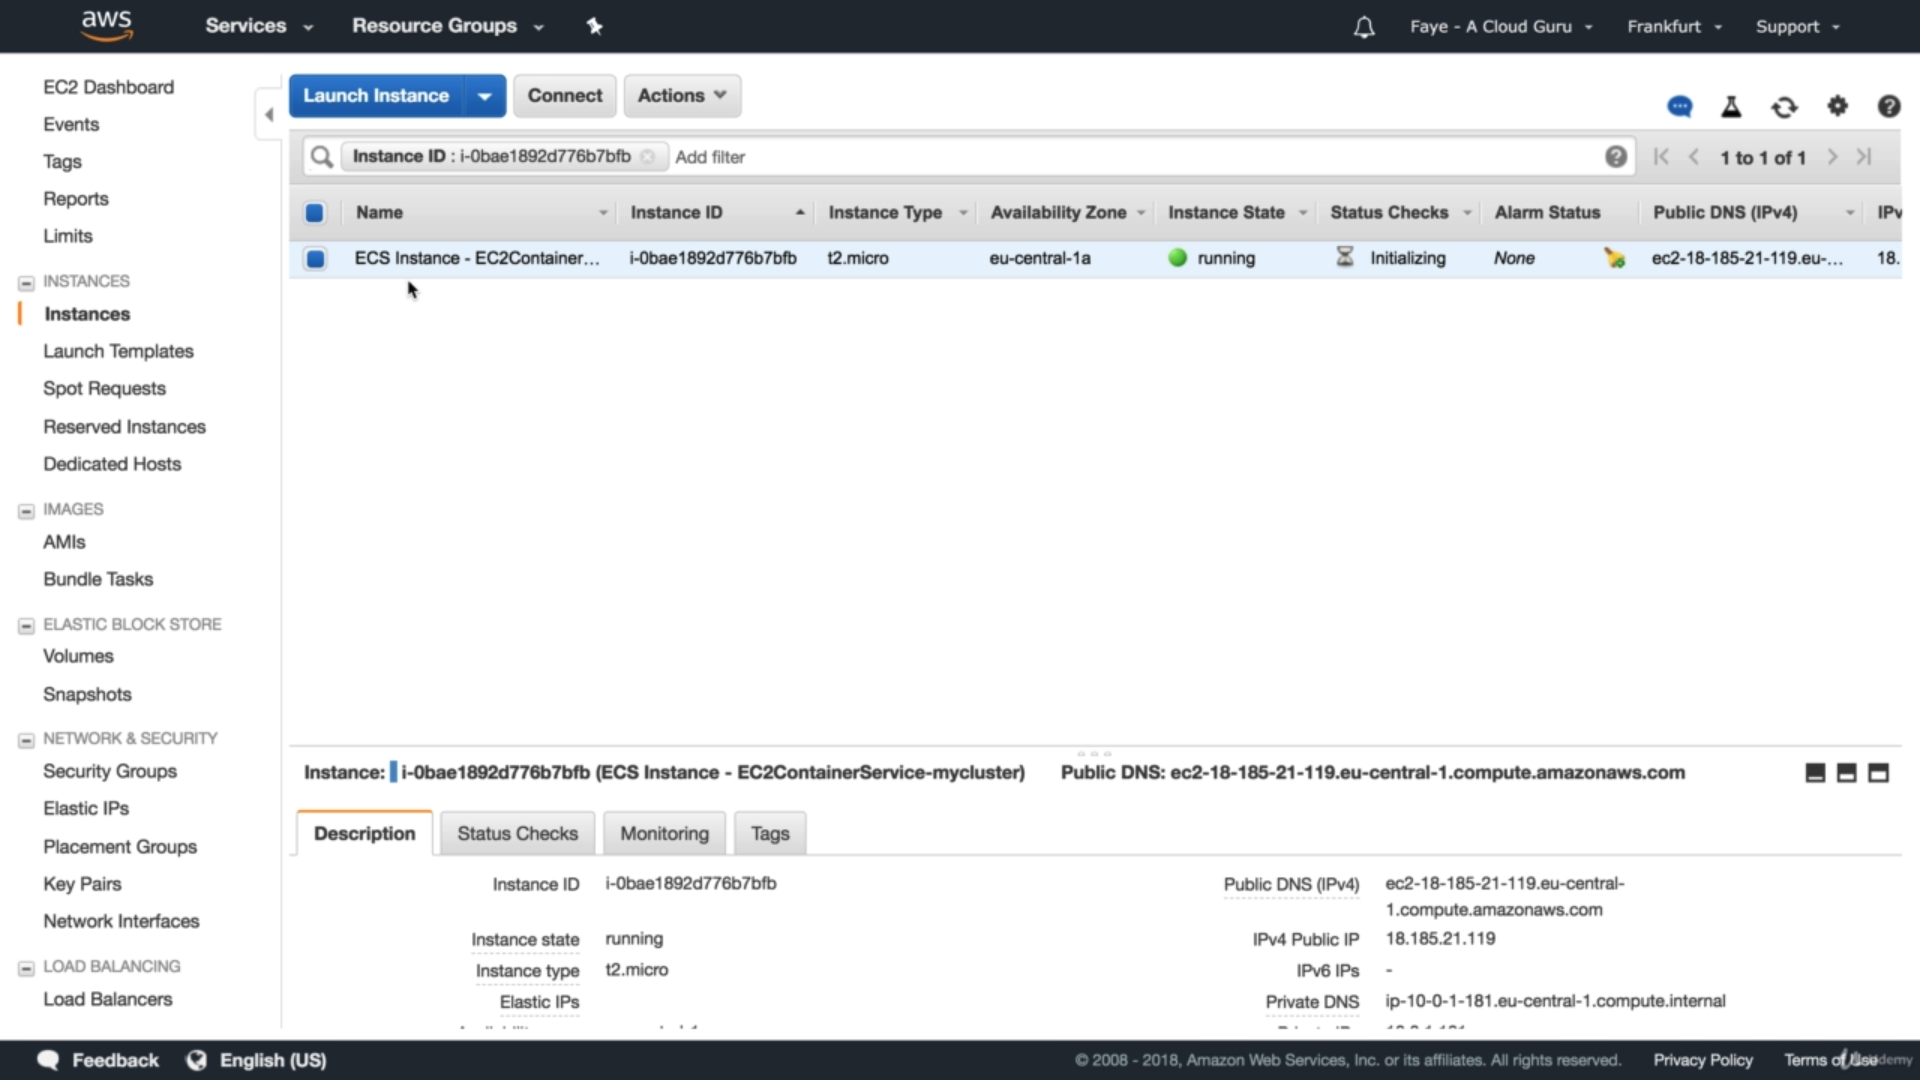 aws Services Resource Groups Faye - A Cloud Guru Frankfurt Support
EC2 Dashboard
Events
Tags
Reports
Limits
INSTANCES
Instances
Launch Templates
Spot Requests
Reserved Instances
Dedicated Hosts
IMAGES
AMIs
Bundle Tasks
ELASTIC BLOCK STORE
Volumes
Snapshots
NETWORK & SECURITY
Security Groups
Elastic IPs
Placement Groups
Key Pairs
Network Interfaces
LOAD BALANCING
Load Balancers
Launch Instance Connect Actions
Instance ID : i-0bae1892d776b7bfb Add filter 1 to 1 of 1
Name Instance ID Instance Type Availability Zone Instance State Status Checks Alarm Status Public DNS (IPv4) IPv
ECS Instance - EC2Container... i-0bae1892d776b7bfb t2.micro eu-central-1a running Initializing None ec2-18-185-21-119.eu-... 18.
Instance: i-0bae1892d776b7bfb (ECS Instance - EC2ContainerService-mycluster) Public DNS: ec2-18-185-21-119.eu-central-1.compute.amazonaws.com
Description Status Checks Monitoring Tags
Instance ID i-0bae1892d776b7bfb Public DNS (IPv4) ec2-18-185-21-119.eu-central-
1.compute.amazonaws.com
Instance state running IPv4 Public IP 18.185.21.119
Instance type t2.micro IPv6 IPs -
Elastic IPs Private DNS ip-10-0-1-181.eu-central-1.compute.internal
Feedback English (US) © 2008 - 2018, Amazon Web Services, Inc. or its affiliates. All rights reserved. Privacy Policy Terms of Use